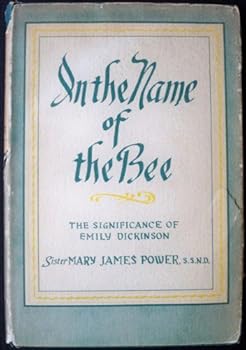 In the Name
of
the Bee
THE SIGNIFICANCE OF
EMILY DICKINSON
Sister MARY JAMES POWER, S.S.N.D.